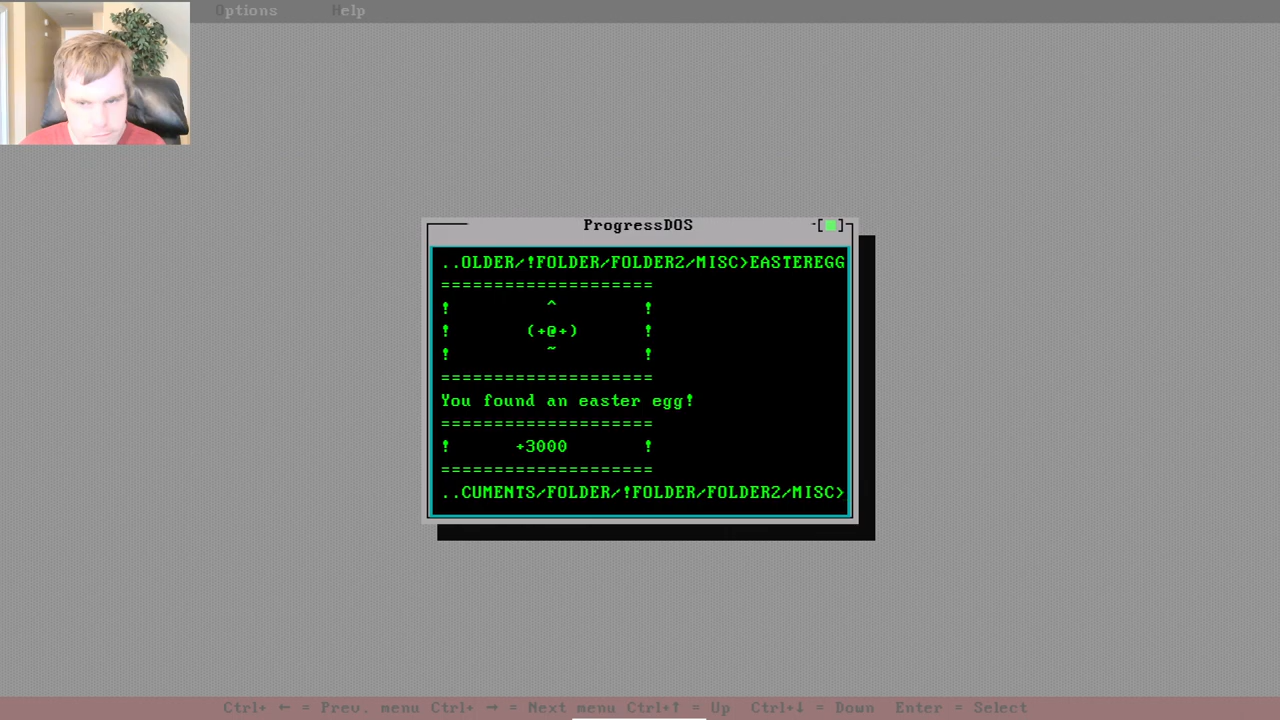 Options Help
ProgressDOS
..OLDER/!FOLDER/FOLDER2/MISC>EASTEREGG
====================
! ^ !
! (+@+) !
! ~ !
====================
You found an easter egg!
====================
! +3000 !
====================
..CUMENTS/FOLDER/!FOLDER/FOLDER2/MISC>
Ctrl+ ← = Prev. menu Ctrl+ → = Next menu Ctrl+↑ = Up Ctrl+↓ = Down Enter = Select